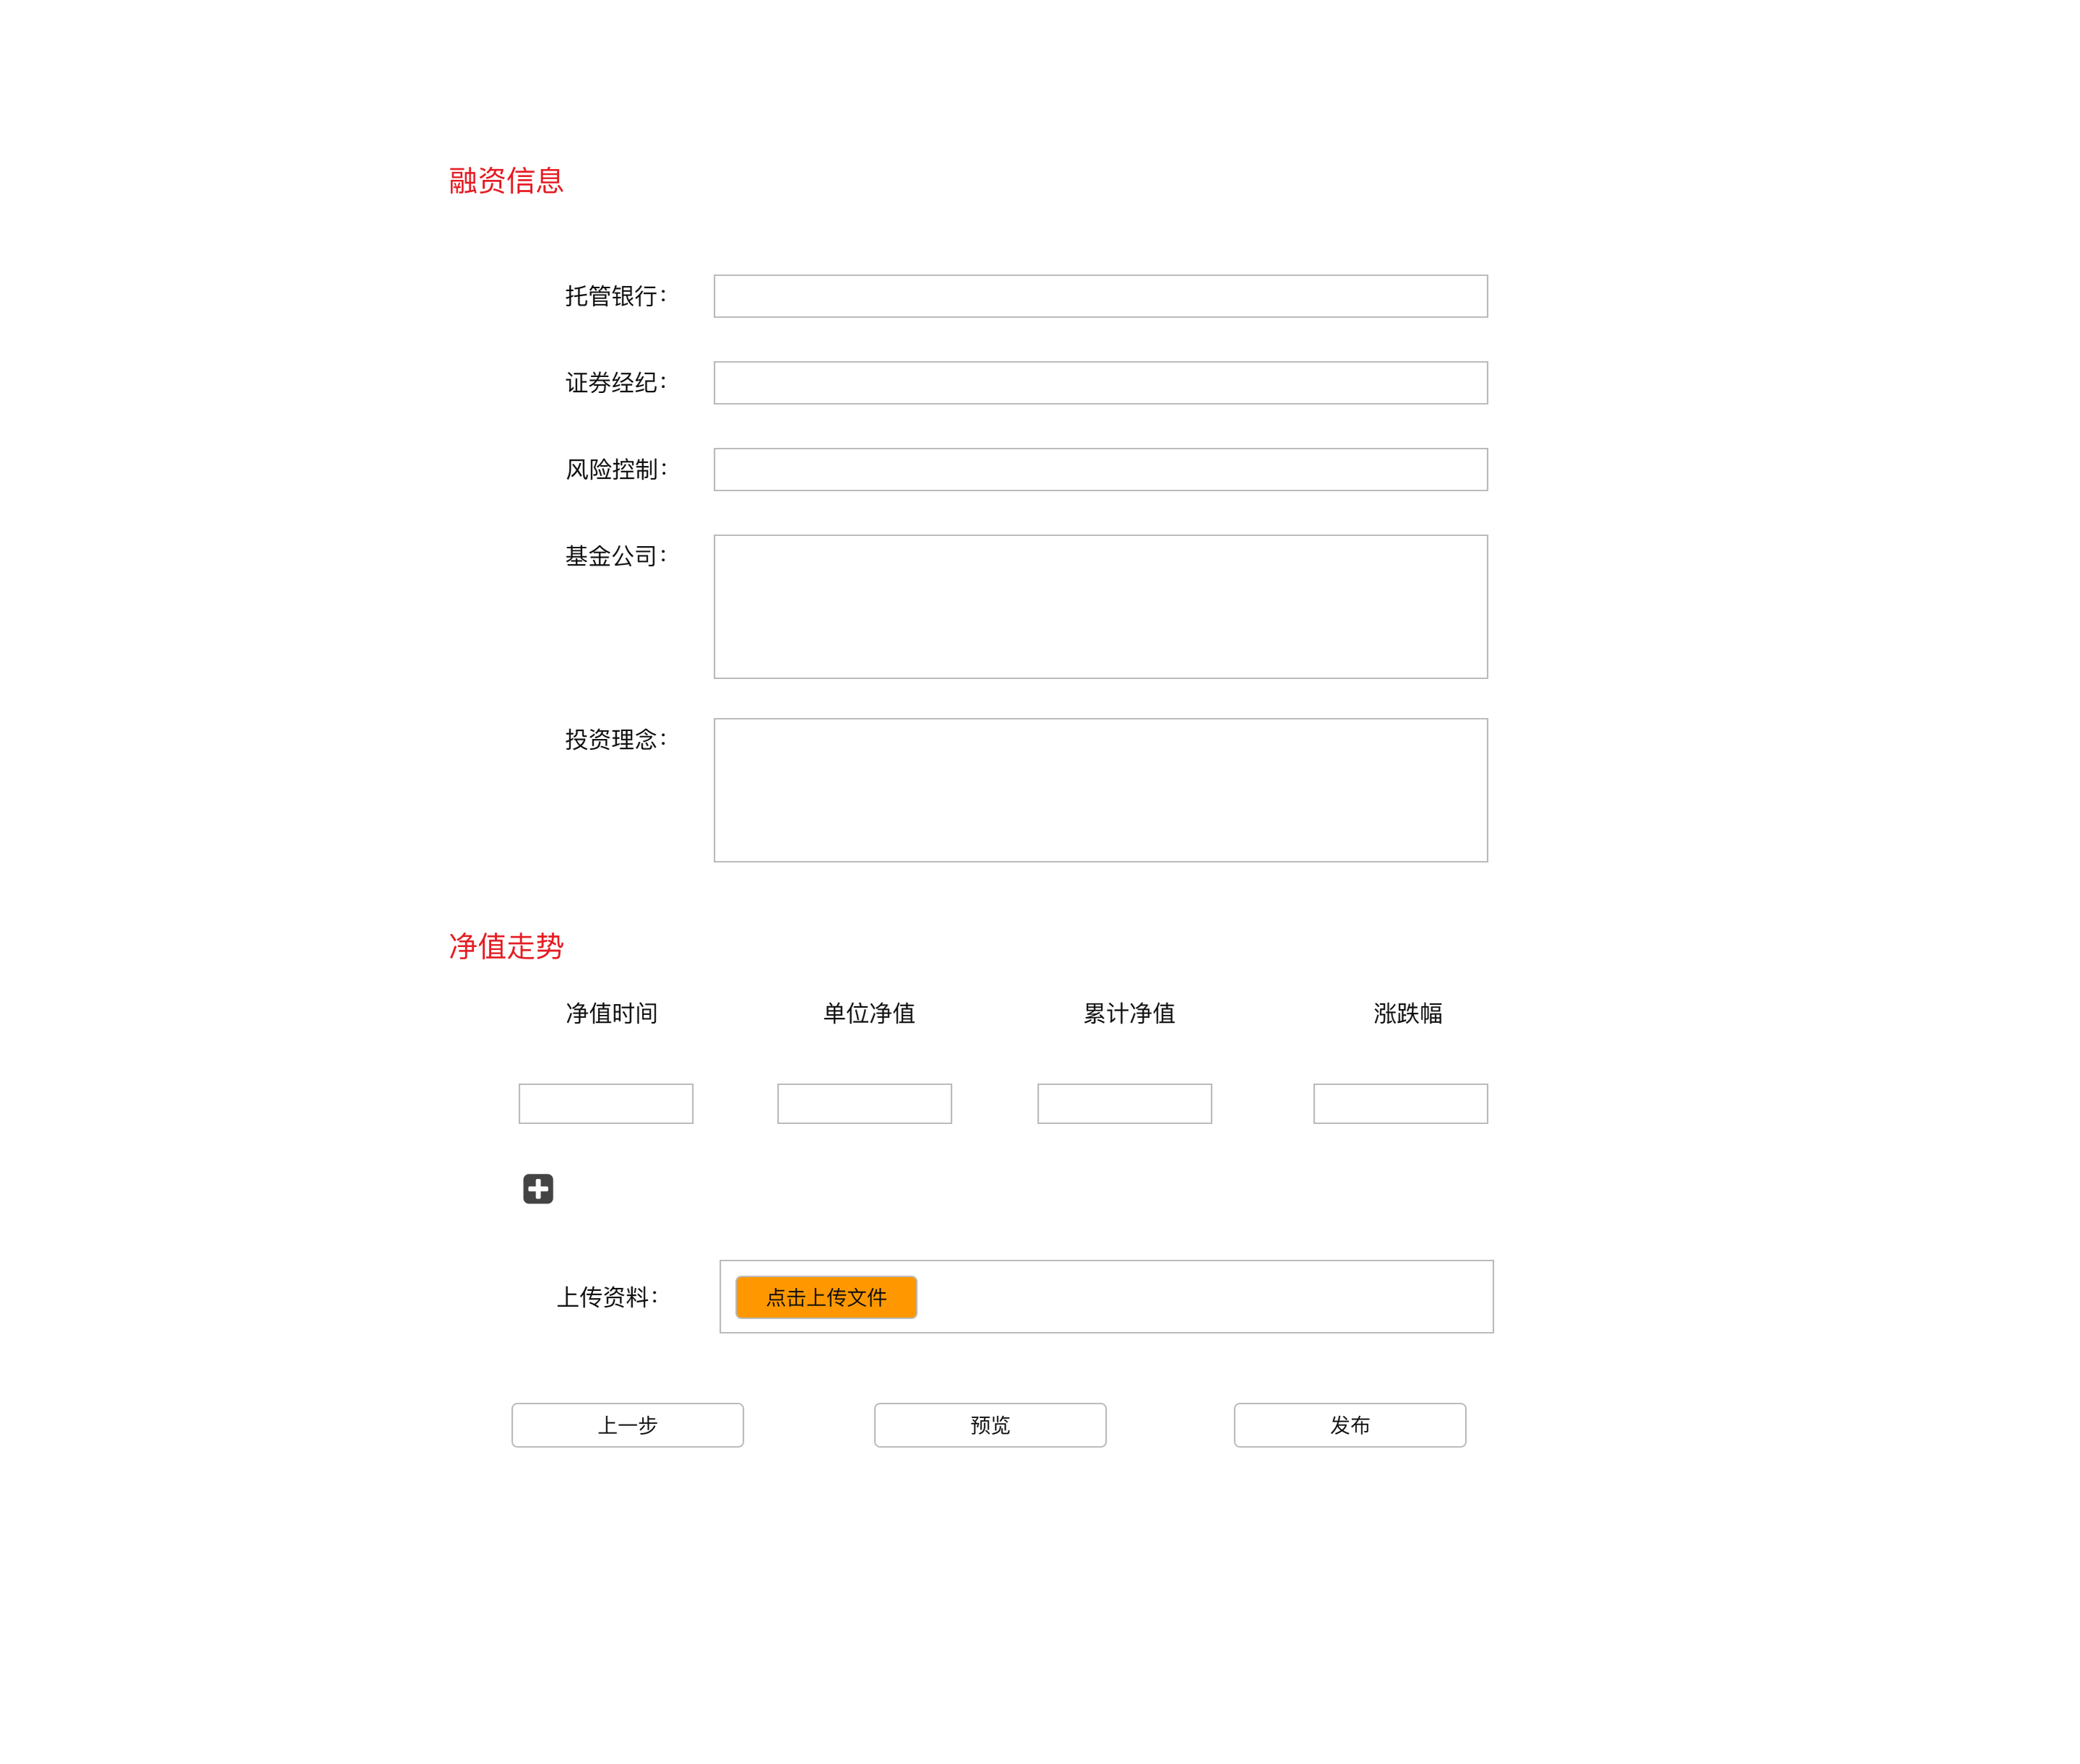 融资信息
托管银行：
证券经纪：
风险控制：
基金公司：
投资理念：
净值走势
净值时间 单位净值 累计净值 涨跌幅
上传资料： 点击上传文件
上一步 预览 发布